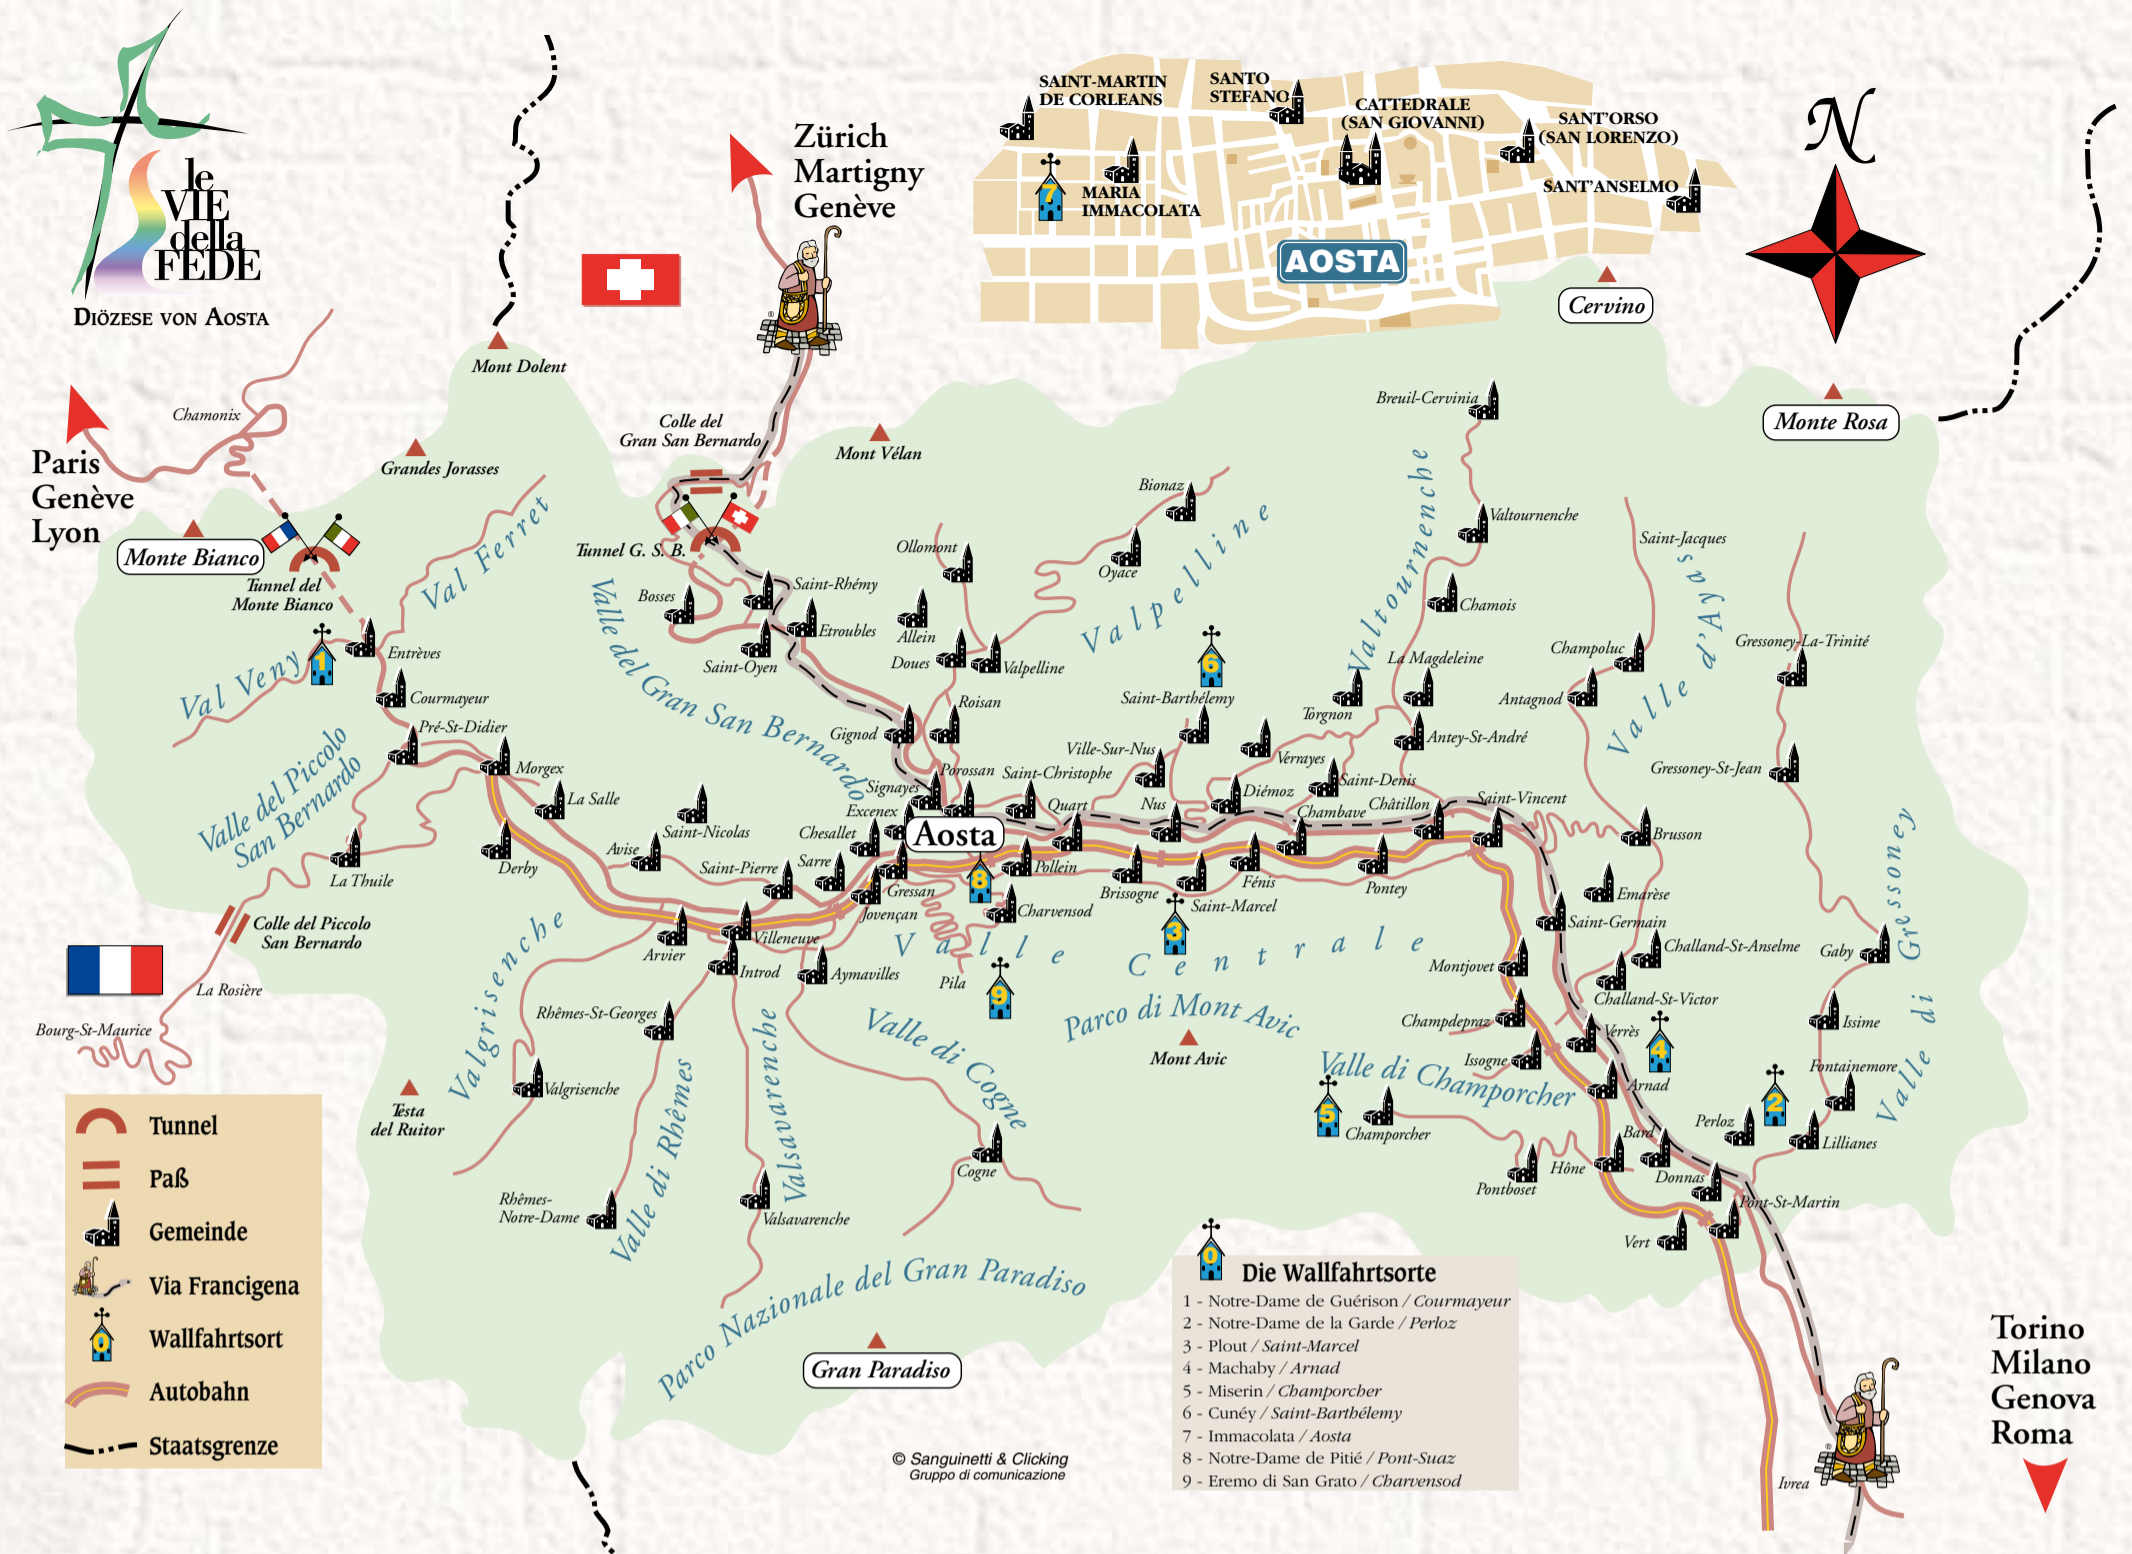 le
VIE
della
FEDE
DIÖZESE VON AOSTA
Zürich
Martigny
Genève
SAINT-MARTIN
DE CORLEANS
SANTO
STEFANO
CATTEDRALE
(SAN GIOVANNI)
SANT'ORSO
(SAN LORENZO)
SANT'ANSELMO
7
MARIA
IMMACOLATA
AOSTA
N
Cervino
Monte Rosa
Mont Dolent
Chamonix
Paris
Genève
Lyon
Grandes Jorasses
Monte Bianco
Tunnel del
Monte Bianco
Val Ferret
Colle del
Gran San Bernardo
Mont Vélan
Tunnel G. S. B.
Breuil-Cervinia
Bionaz
Valtournenche
Valtournenche
Saint-Jacques
Ollomont
Oyace
Valpelline
Bosses
Saint-Rhémy
Etroubles
Saint-Oyen
Allein
Doues
Valpelline
Chamois
Valle d'Ayas
Champoluc
Gressoney-La-Trinité
Entrèves
1
Val Veny
Courmayeur
Valle del Gran San Bernardo
6
Saint-Barthélemy
La Magdeleine
Torgnon
Antagnod
Roisan
Gignod
Pré-St-Didier
Valle del Piccolo
San Bernardo
Morgex
Ville-Sur-Nus
Verrayes
Antey-St-André
Gressoney-St-Jean
La Salle
Saint-Nicolas
Signayes
Porossan
Saint-Christophe
Excenex
Quart
Nus
Diémoz
Saint-Denis
Chambave
Châtillon
Saint-Vincent
Brusson
Chesallet
Aosta
Derby
La Thuile
Avise
Saint-Pierre
Sarre
Gressan
Jovençan
8
Pollein
Charvensod
Brissogne
Saint-Marcel
Fénis
Pontey
Emarèse
Saint-Germain
Valle di Gressoney
Colle del Piccolo
San Bernardo
La Rosière
Bourg-St-Maurice
Valgrisenche
Arvier
Villeneuve
Introd
Aymavilles
Valle Centrale
3
Pila
9
Montjovet
Challand-St-Anselme
Challand-St-Victor
Gaby
Rhêmes-St-Georges
Valle di Cogne
Parco di Mont Avic
Mont Avic
Champdepraz
Issogne
Verrès
4
Issime
Valgrisenche
Testa
del Ruitor
Valle di Rhêmes
Valsavarenche
Valle di Champorcher
5
Champorcher
Arnad
Fontainemore
2
Perloz
Lillianes
Cogne
Pontboset
Hône
Bard
Donnas
Pont-St-Martin
Vert
Rhêmes-
Notre-Dame
Valsavarenche
Parco Nazionale del Gran Paradiso
Gran Paradiso
Tunnel
Paß
Gemeinde
Via Francigena
0
Wallfahrtsort
Autobahn
Staatsgrenze
0
Die Wallfahrtsorte
1 - Notre-Dame de Guérison / Courmayeur
2 - Notre-Dame de la Garde / Perloz
3 - Plout / Saint-Marcel
4 - Machaby / Arnad
5 - Miserin / Champorcher
6 - Cunéy / Saint-Barthélemy
7 - Immacolata / Aosta
8 - Notre-Dame de Pitié / Pont-Suaz
9 - Eremo di San Grato / Charvensod
© Sanguinetti & Clicking
Gruppo di comunicazione
Torino
Milano
Genova
Roma
Ivrea